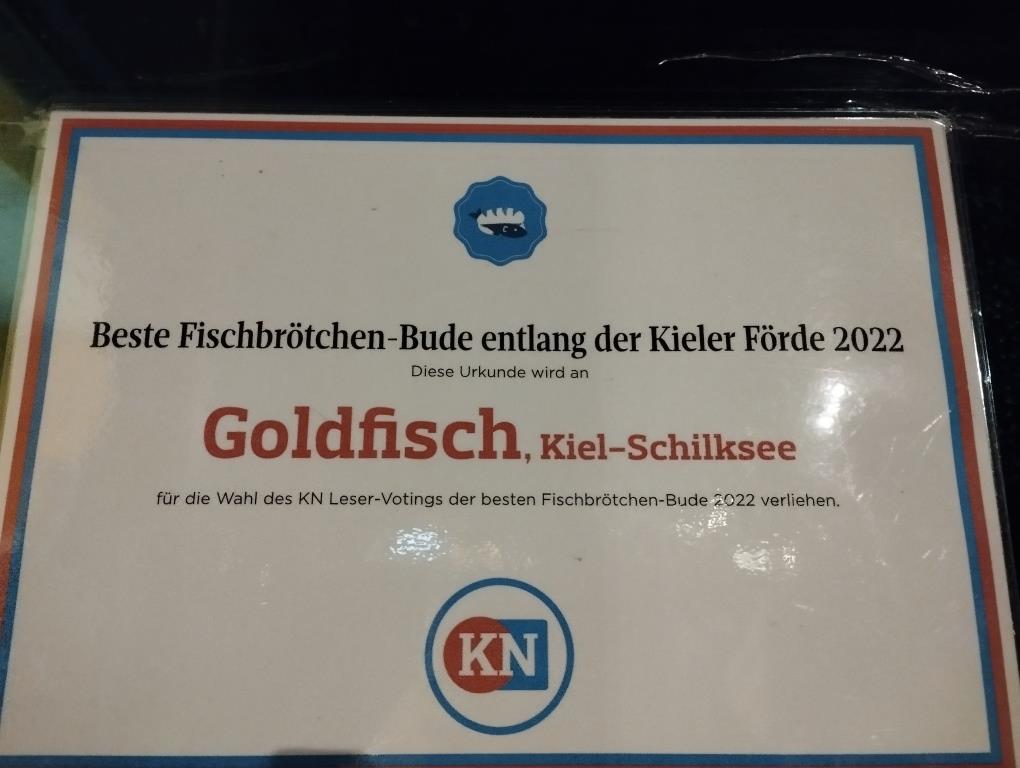 Beste Fischbrötchen-Bude entlang der Kieler Förde 2022
Diese Urkunde wird an
Goldfisch, Kiel-Schilksee
für die Wahl des KN Leser-Votings der besten Fischbrötchen-Bude 2022 verliehen.
KN